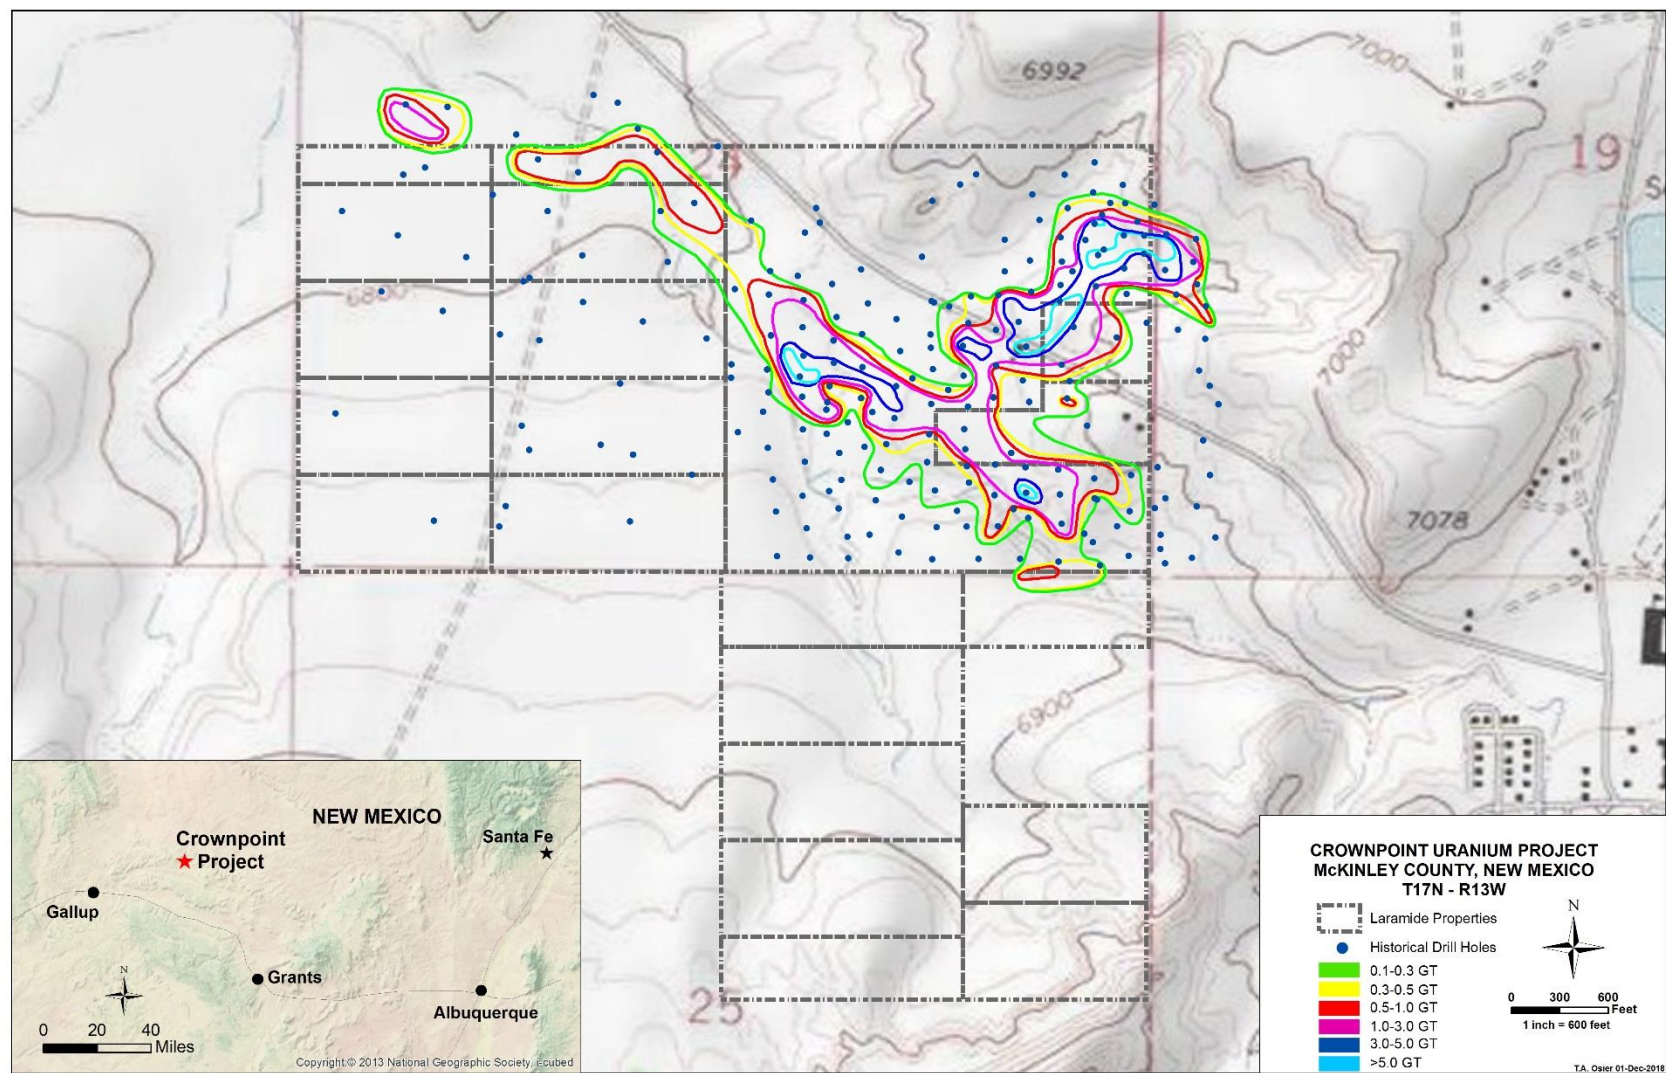 6992
7000
19
24
6800
7000
7078
6900
25
NEW MEXICO
Santa Fe
Crownpoint
Project
Gallup
N
Grants
Albuquerque
0 20 40
Miles
Copyright:© 2013 National Geographic Society, i-cubed
CROWNPOINT URANIUM PROJECT
McKINLEY COUNTY, NEW MEXICO
T17N - R13W
Laramide Properties
Historical Drill Holes
0.1-0.3 GT
0.3-0.5 GT
0.5-1.0 GT
1.0-3.0 GT
3.0-5.0 GT
>5.0 GT
N
0 300 600
Feet
1 inch = 600 feet
T.A. Osier 01-Dec-2018